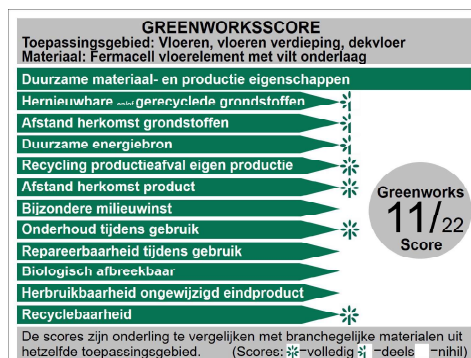 GREENWORKSSCORE
Toepassingsgebied: Vloeren, vloeren verdieping, dekvloer
Materiaal: Fermacell vloerelement met vilt onderlaag
Duurzame materiaal- en productie eigenschappen
Hernieuwbare en/of gerecyclede grondstoffen
Afstand herkomst grondstoffen
Duurzame energiebron
Recycling productieafval eigen productie
Afstand herkomst product
Bijzondere milieuwinst
Onderhoud tijdens gebruik
Repareerbaarheid tijdens gebruik
Biologisch afbreekbaar
Herbruikbaarheid ongewijzigd eindproduct
Recyclebaarheid
Greenworks
11/22
Score
De scores zijn onderling te vergelijken met branchegelijke materialen uit
hetzelfde toepassingsgebied. (Scores: =volledig =deels =nihil)